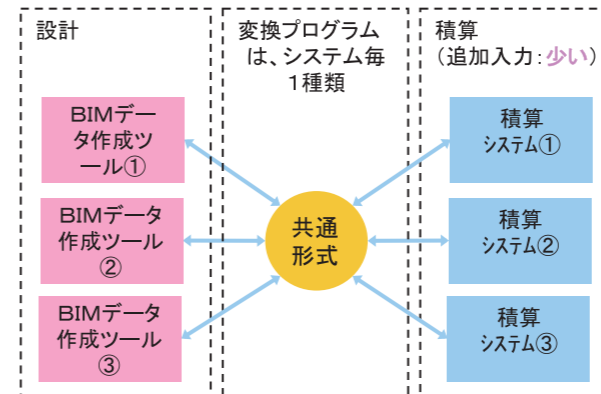 設計
BIMデー
タ作成ツ
ール①
BIMデータ
作成ツール
②
BIMデータ
作成ツール
③
変換プログラム
は、システム毎
1種類
共通
形式
積算
（追加入力：少い）
積算
ｼｽﾃﾑ①
積算
ｼｽﾃﾑ②
積算
ｼｽﾃﾑ③